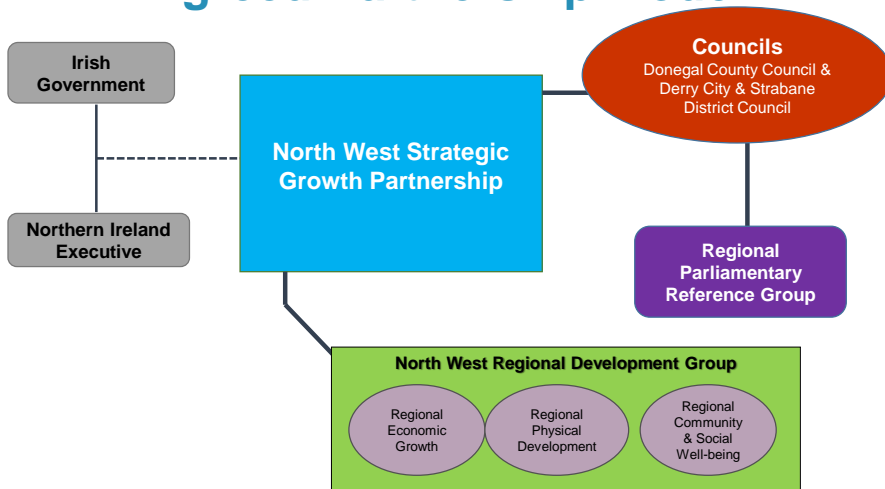 Irish
Government
Councils
Donegal County Council &
Derry City & Strabane
District Council
North West Strategic
Growth Partnership
Northern Ireland
Executive
Regional
Parliamentary
Reference Group
North West Regional Development Group
Regional
Economic
Growth
Regional
Physical
Development
Regional
Community
& Social
Well-being